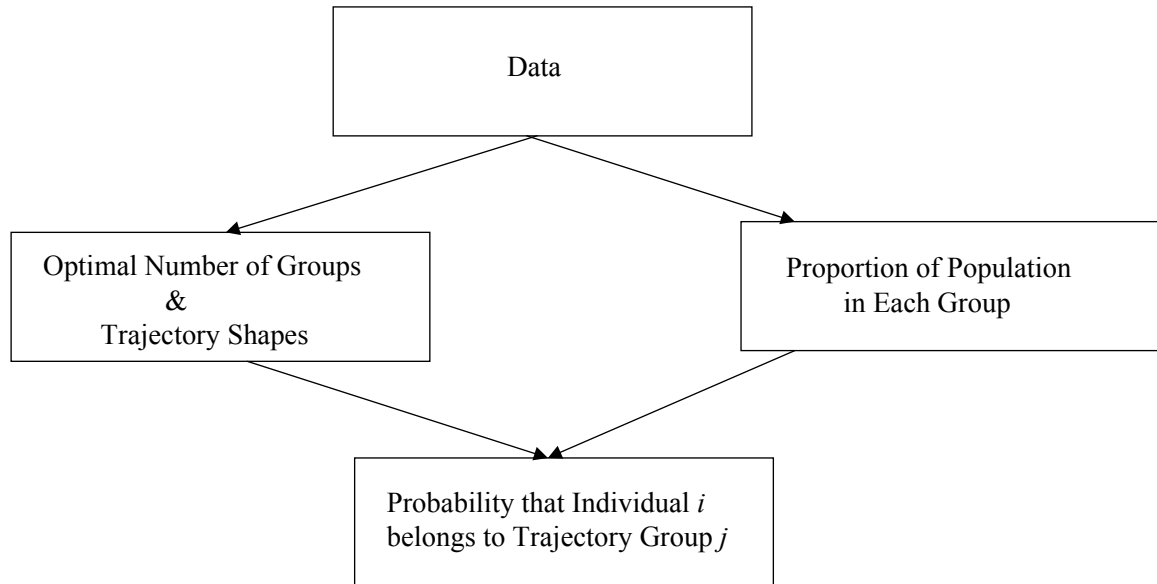 Data
Optimal Number of Groups
&
Trajectory Shapes
Proportion of Population
in Each Group
Probability that Individual i
belongs to Trajectory Group j